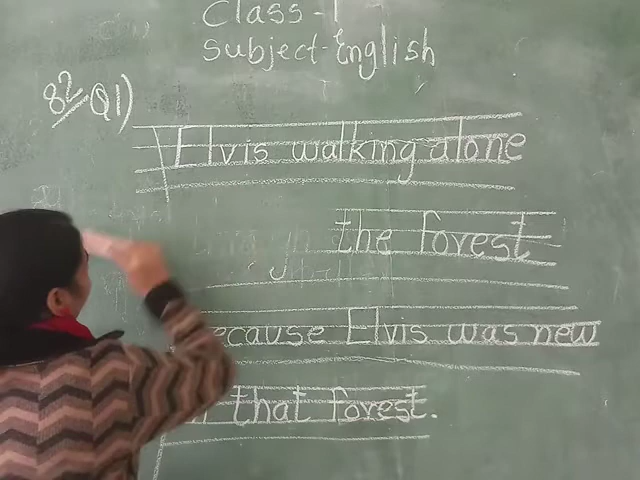 Class-1
Subject-English
82 Q1)
Elvis walking alone
the forest
ecause Elvis was new
that forest.